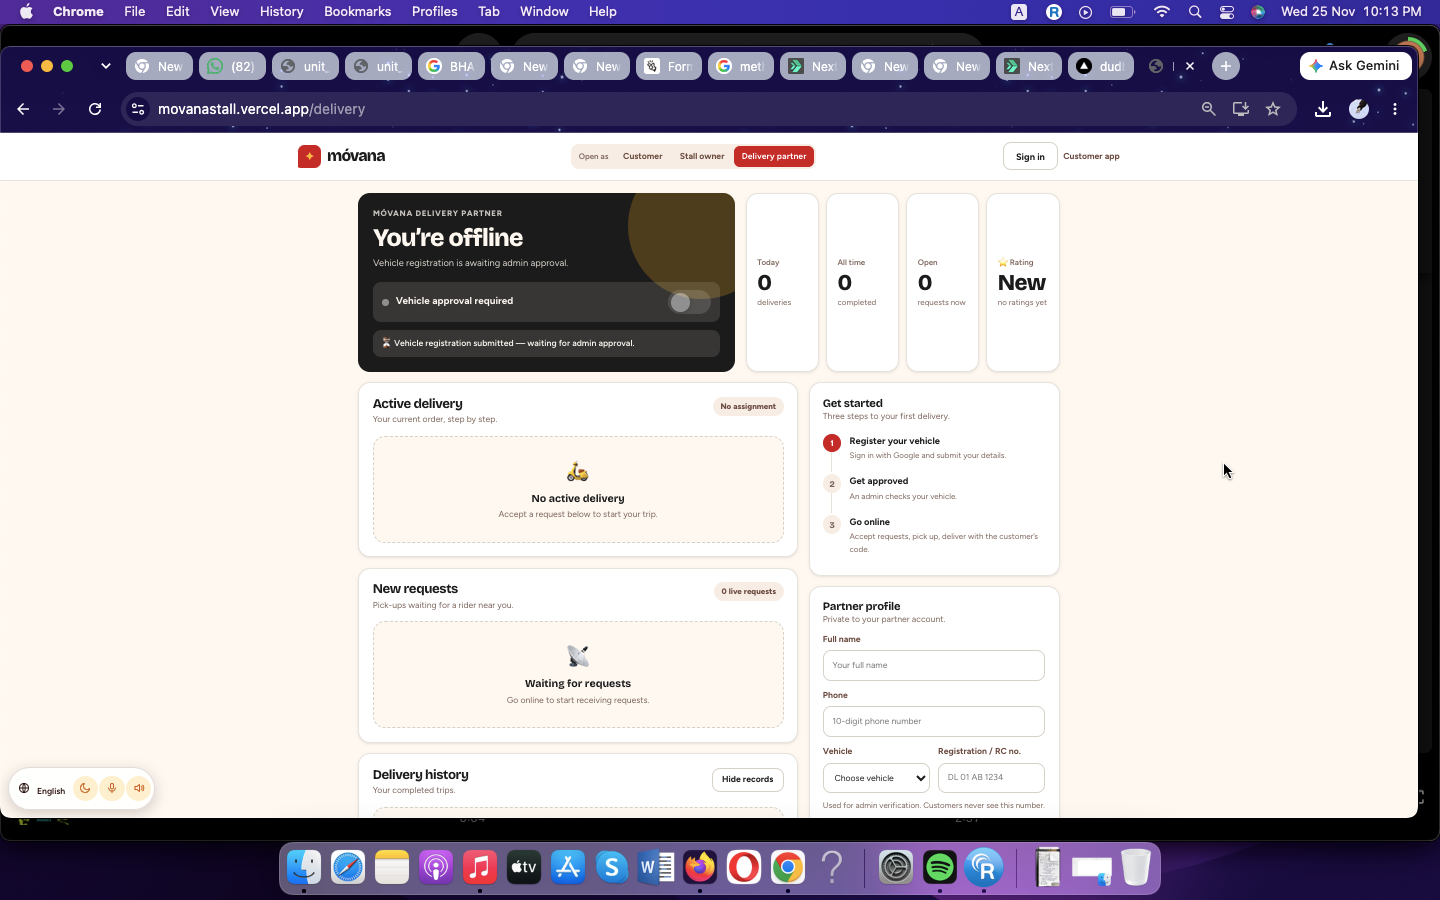 Chrome File Edit View History Bookmarks Profiles Tab Window Help A R Wed 25 Nov 10:13 PM
New (82) unit_ unit_ BHA New New Forr met Next New New Next dud Ask Gemini
movanastall.vercel.app/delivery
móvana
Open as Customer Stall owner Delivery partner
Sign in Customer app
MÓVANA DELIVERY PARTNER
You’re offline
Vehicle registration is awaiting admin approval.
Vehicle approval required
Vehicle registration submitted — waiting for admin approval.
Today
0
deliveries
All time
0
completed
Open
0
requests now
Rating
New
no ratings yet
Active delivery
Your current order, step by step.
No assignment
No active delivery
Accept a request below to start your trip.
New requests
Pick-ups waiting for a rider near you.
0 live requests
Waiting for requests
Go online to start receiving requests.
Delivery history
Your completed trips.
Hide records
Get started
Three steps to your first delivery.
1 Register your vehicle
Sign in with Google and submit your details.
2 Get approved
An admin checks your vehicle.
3 Go online
Accept requests, pick up, deliver with the customer's
code.
Partner profile
Private to your partner account.
Full name
Your full name
Phone
10-digit phone number
Vehicle Registration / RC no.
Choose vehicle DL 01 AB 1234
Used for admin verification. Customers never see this number.
English
tv S W R